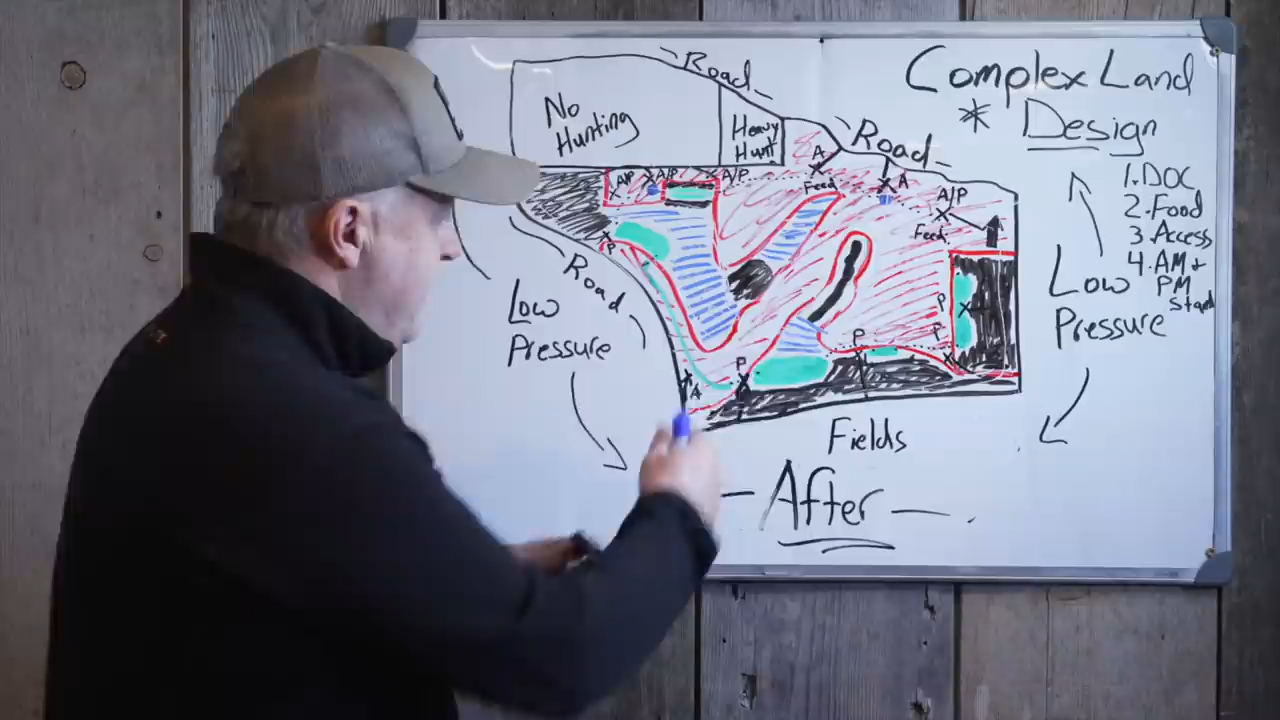 Complex Land
* Design
1. DOC
2. Food
3. Access
4. AM +
PM
Road
Road
No
Hunting
Heavy
Hunt
A/P
A/P
A/P
A
A
A/P
Feed
Feed
P
Road
Low
Pressure
Low
Pressure
P
P
P
P
A
Fields
- After -